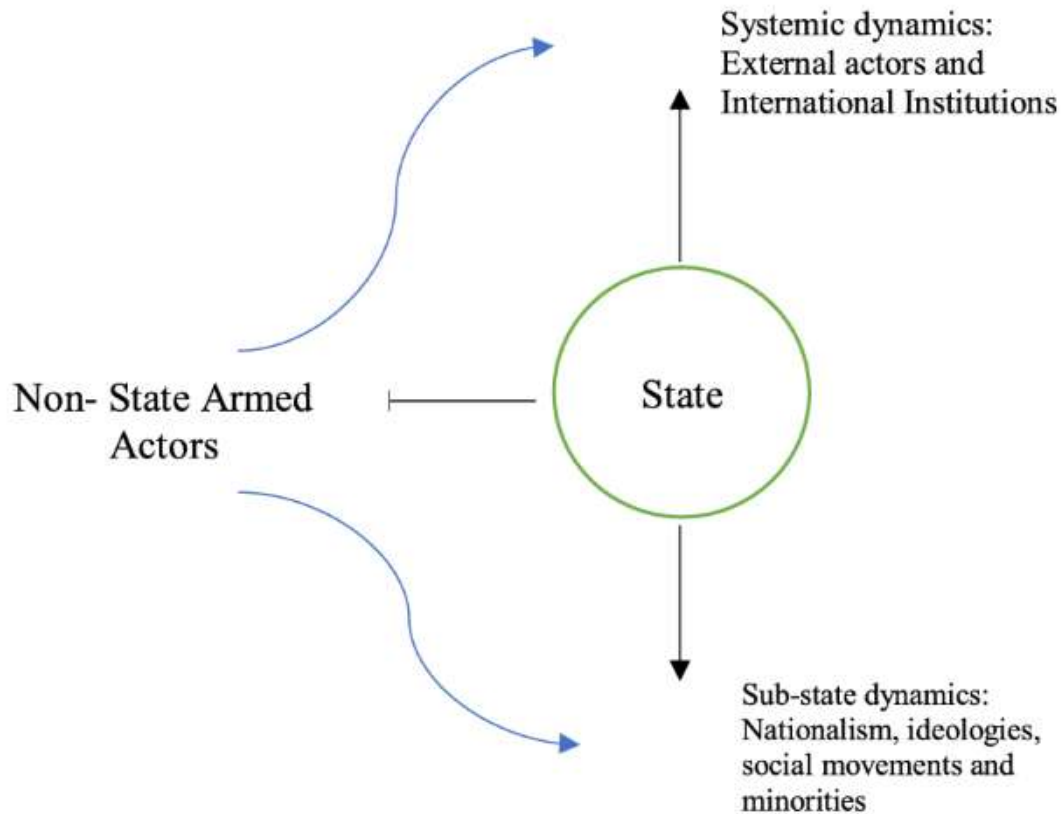 Systemic dynamics:
External actors and
International Institutions
Non- State Armed
Actors
State
Sub-state dynamics:
Nationalism, ideologies,
social movements and
minorities